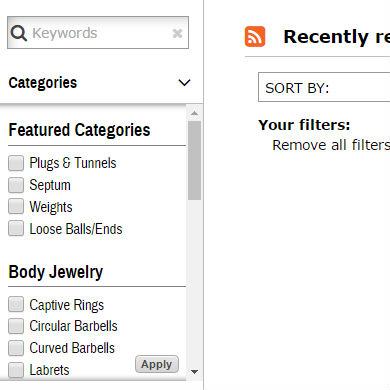 Keywords
Categories
Featured Categories
Plugs & Tunnels
Septum
Weights
Loose Balls/Ends
Body Jewelry
Captive Rings
Circular Barbells
Curved Barbells
Labrets
Apply
Recently re
SORT BY:
Your filters:
Remove all filters